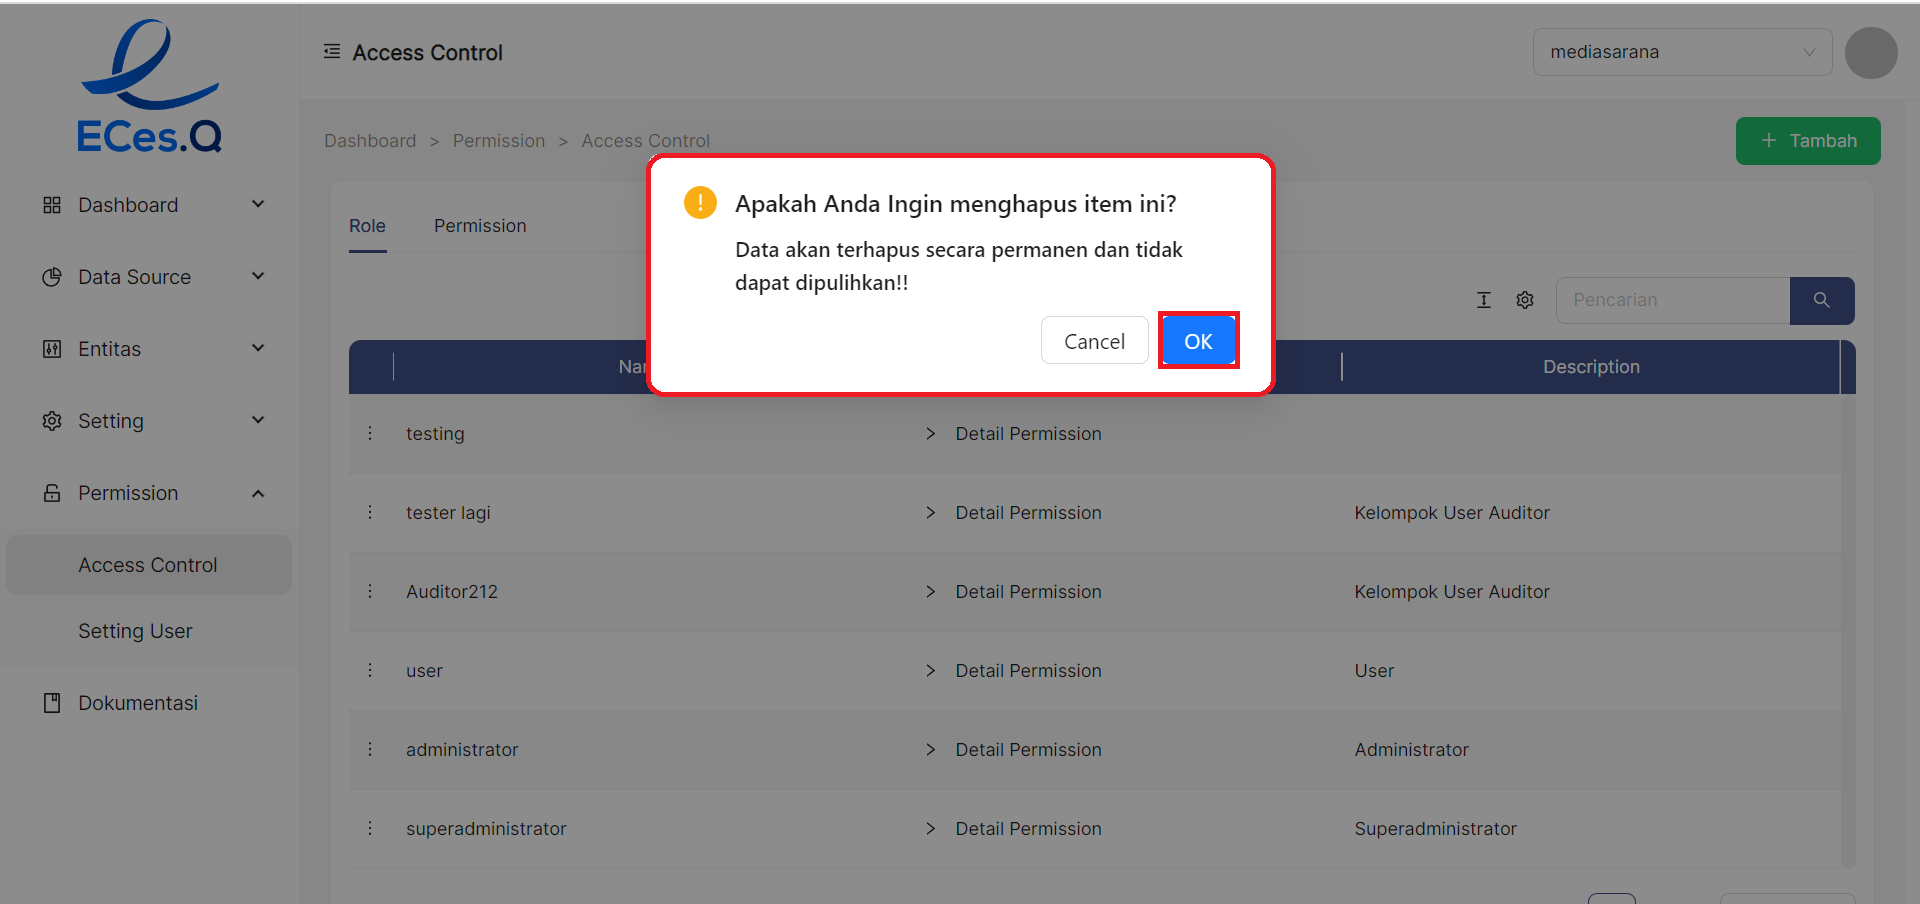 ECes.Q
Access Control
mediasarana
Dashboard > Permission > Access Control
+ Tambah
Dashboard
Data Source
Entitas
Setting
Permission
Access Control
Setting User
Dokumentasi
Role
Permission
Apakah Anda Ingin menghapus item ini?
Data akan terhapus secara permanen dan tidak
dapat dipulihkan!!
Cancel
OK
Pencarian
Description
testing > Detail Permission
tester lagi > Detail Permission Kelompok User Auditor
Auditor212 > Detail Permission Kelompok User Auditor
user > Detail Permission User
administrator > Detail Permission Administrator
superadministrator > Detail Permission Superadministrator